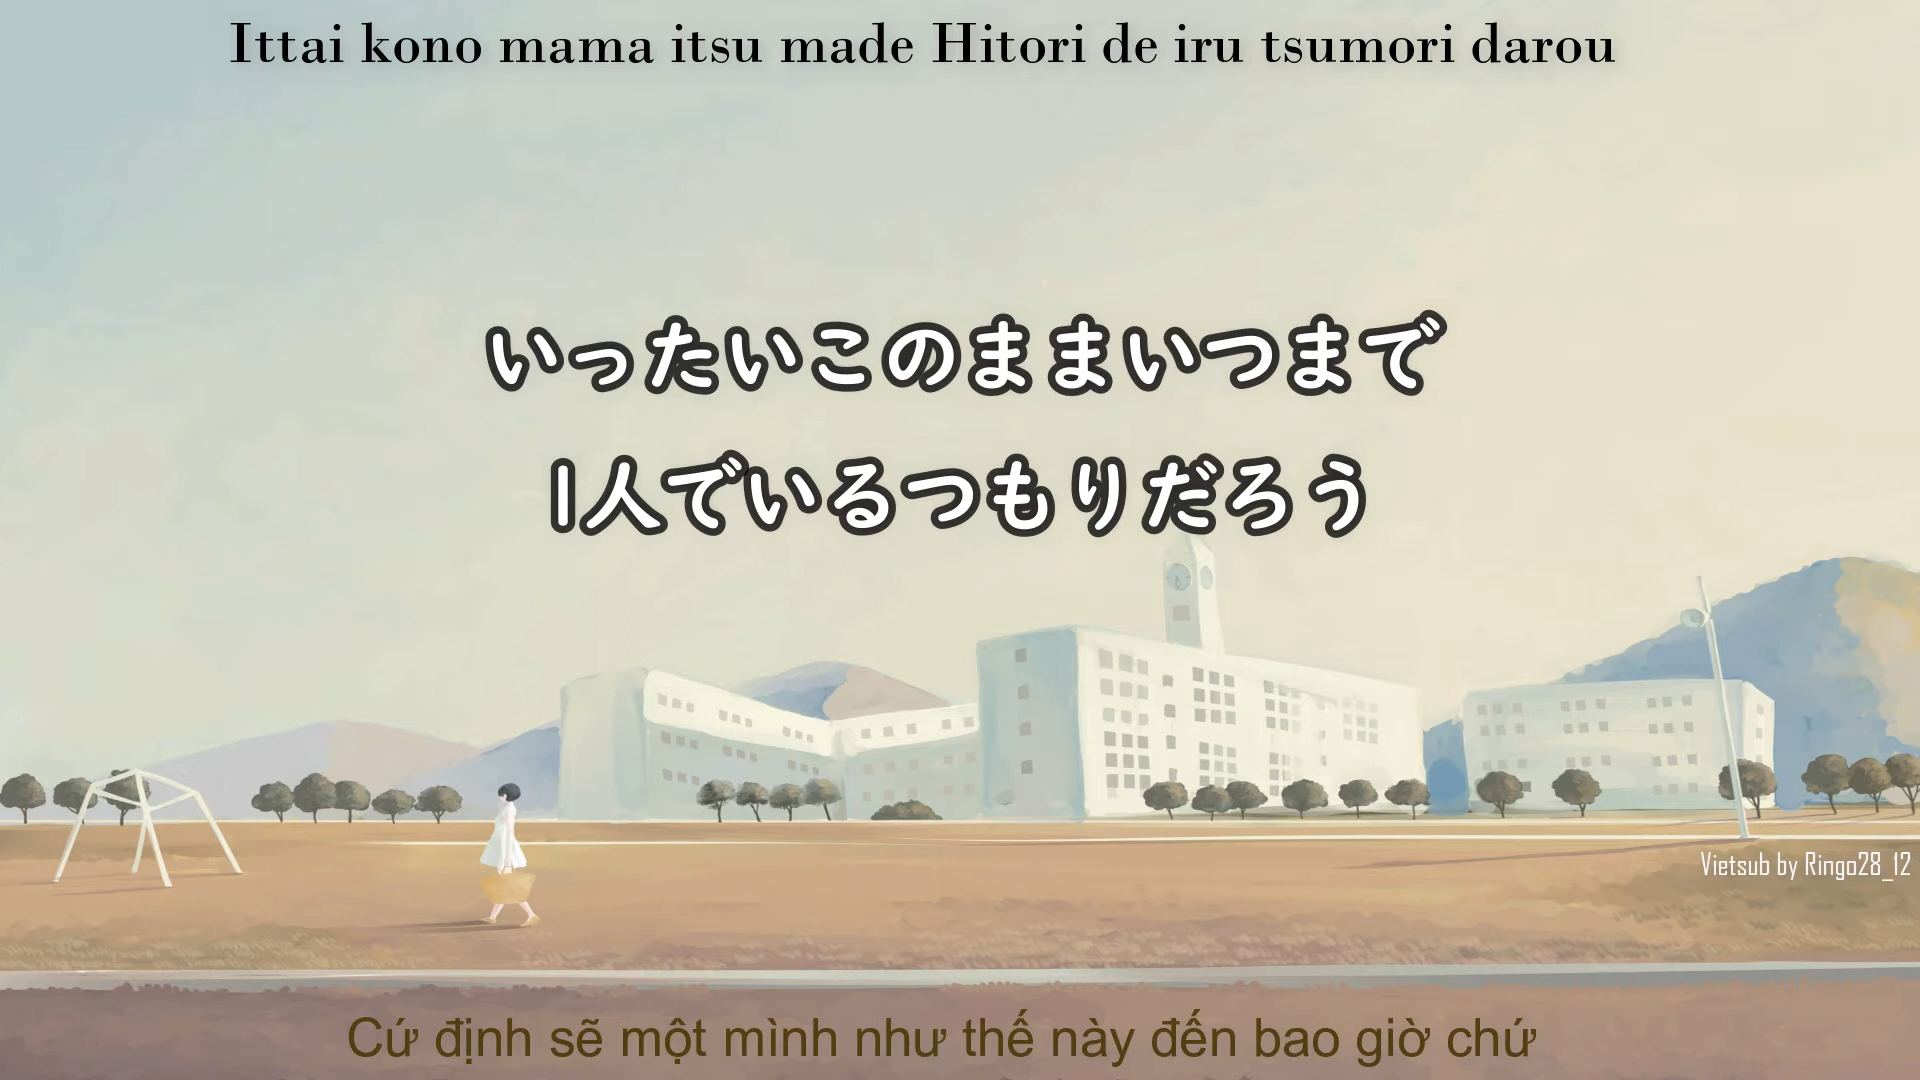 Ittai kono mama itsu made Hitori de iru tsumori darou
いったいこのままいつまで
1人でいるつもりだろう
Vietsub by Ringo28_12
Cứ định sẽ một mình như thế này đến bao giờ chứ